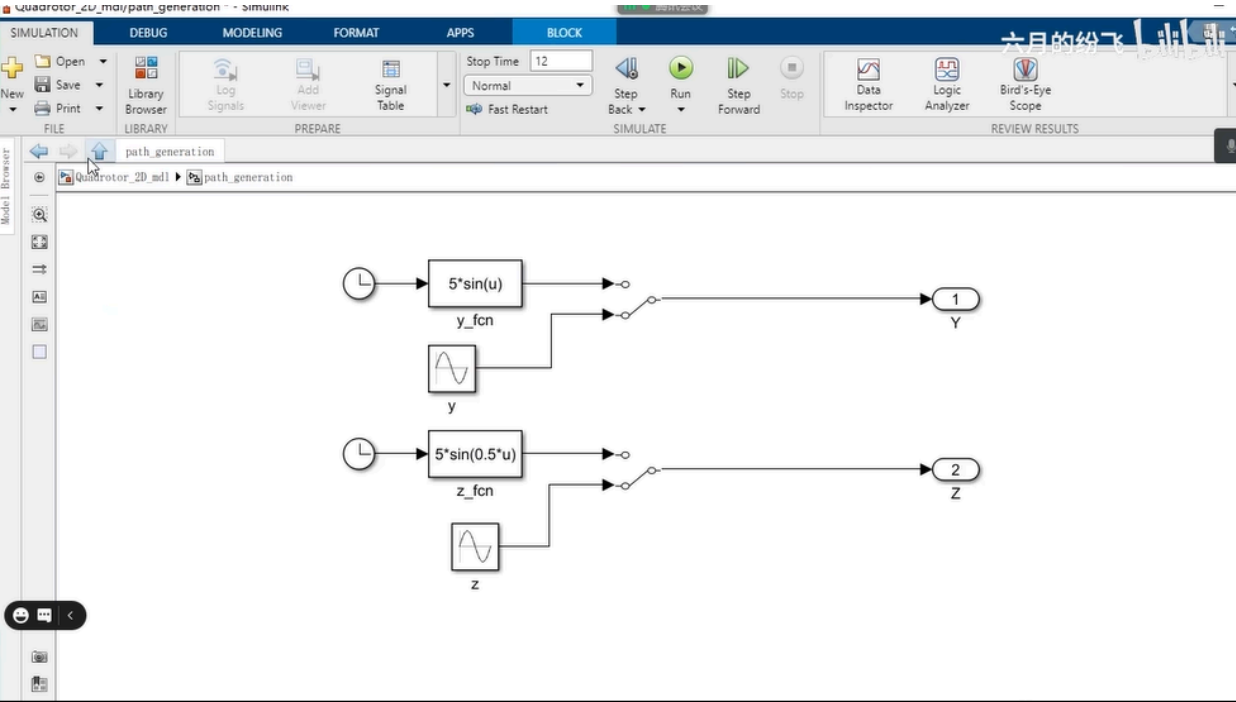 Quadrotor_2D_mdl/path_generation * - Simulink
SIMULATION DEBUG MODELING FORMAT APPS BLOCK
六月的纷飞
New
Open
Save
Print
FILE
Library
Browser
LIBRARY
Log
Signals
Add
Viewer
Signal
Table
PREPARE
Stop Time 12
Normal
Fast Restart
Step
Back
Run
Step
Forward
Stop
SIMULATE
Data
Inspector
Logic
Analyzer
Bird's-Eye
Scope
REVIEW RESULTS
path_generation
Model Browser
Quadrotor_2D_mdl path_generation
5*sin(u)
y_fcn
1
Y
y
5*sin(0.5*u)
z_fcn
2
Z
z